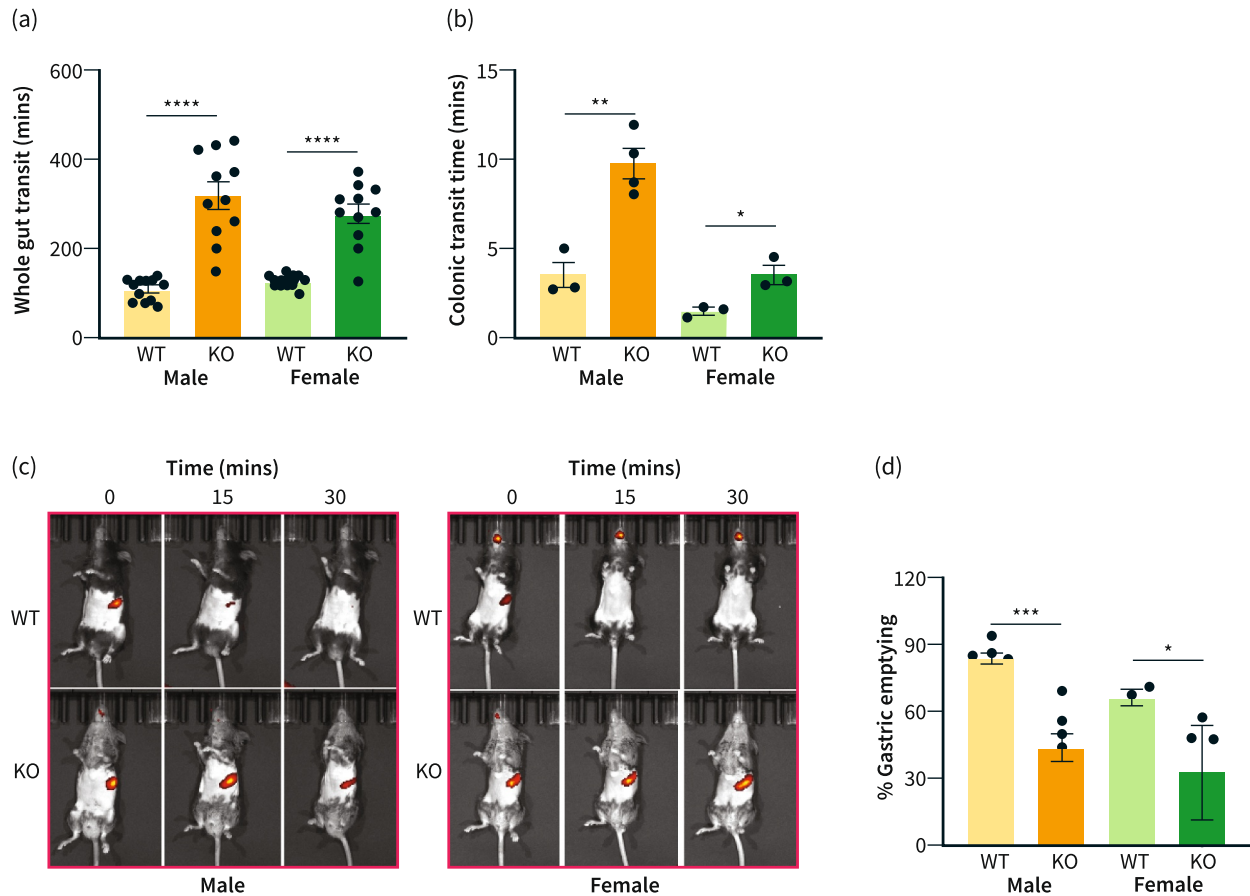 (a)
Whole gut transit (mins)
600
400
200
0
****
****
WT KO WT KO
Male Female
(b)
Colonic transit time (mins)
15
10
5
0
**
*
WT KO WT KO
Male Female
(c)
Time (mins) Time (mins)
0 15 30 0 15 30
WT WT
KO KO
Male Female
(d)
% Gastric emptying
120
90
60
30
0
***
*
WT KO WT KO
Male Female